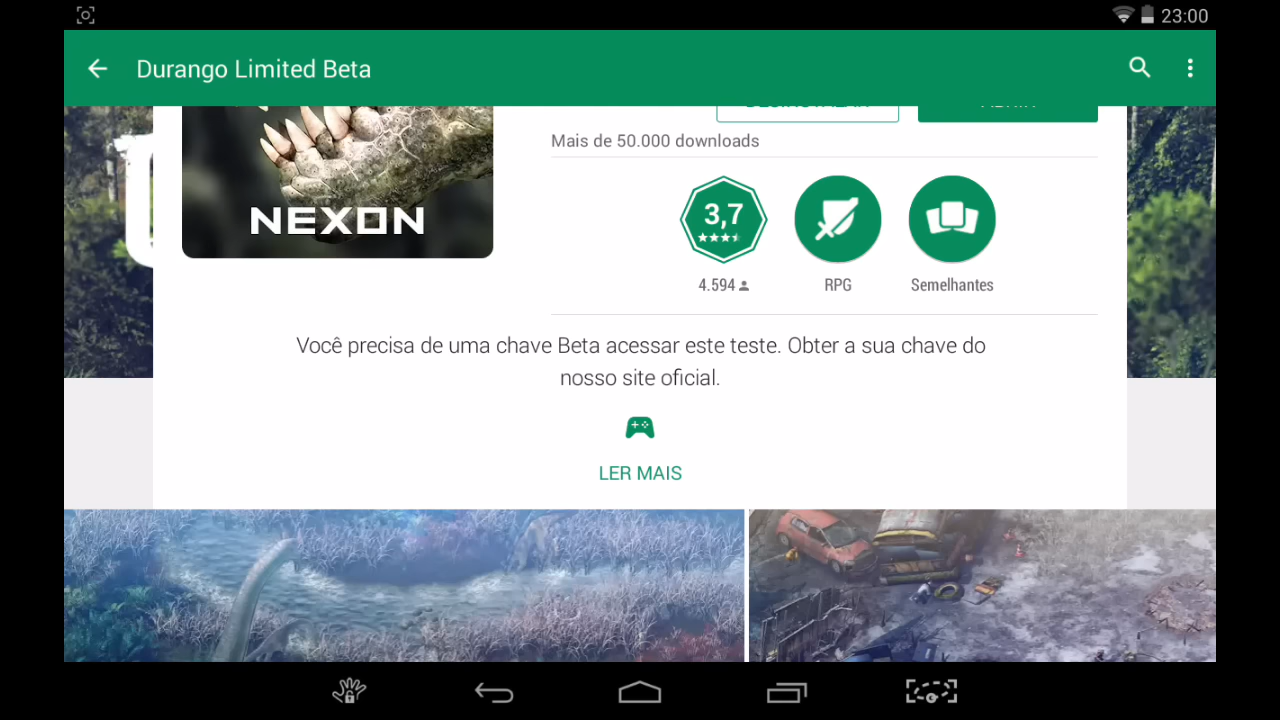 23:00
Durango Limited Beta
Mais de 50.000 downloads
NEXON
3,7
4.594
RPG
Semelhantes
Você precisa de uma chave Beta acessar este teste. Obter a sua chave do
nosso site oficial.
LER MAIS